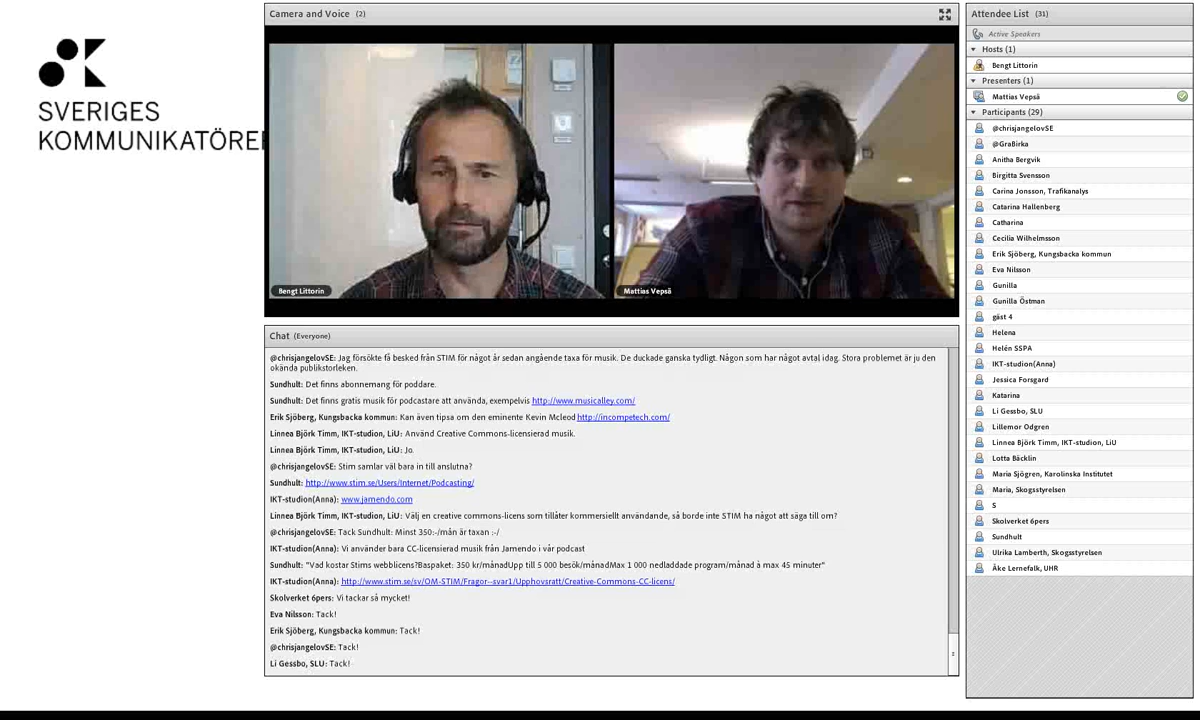 SVERIGES
KOMMUNIKATÖRER
Camera and Voice (2)
Bengt Littorin
Mattias Vepsä
Chat (Everyone)
@chrisjangelovSE: Jag försökte få besked från STIM för något år sedan angående taxa för musik. De duckade ganska tydligt. Någon som har något avtal idag. Stora problemet är ju den
okända publikstorleken.
Sundhult: Det finns abonnemang för poddare.
Sundhult: Det finns gratis musik för podcastare att använda, exempelvis http://www.musicalley.com/
Erik Sjöberg, Kungsbacka kommun: Kan även tipsa om den eminente Kevin Mcleod http://incompetech.com/
Linnea Björk Timm, IKT-studion, LiU: Använd Creative Commons-licensierad musik.
Linnea Björk Timm, IKT-studion, LiU: Jo.
@chrisjangelovSE: Stim samlar väl bara in till anslutna?
Sundhult: http://www.stim.se/Users/Internet/Podcasting/
IKT-studion(Anna): www.jamendo.com
Linnea Björk Timm, IKT-studion, LiU: Välj en creative commons-licens som tillåter kommersiellt användande, så borde inte STIM ha något att säga till om?
@chrisjangelovSE: Tack Sundhult: Minst 350:-/mån är taxan :-/
IKT-studion(Anna): Vi använder bara CC-licensierad musik från Jamendo i vår podcast
Sundhult: "Vad kostar Stims webblicens?Baspaket: 350 kr/månadUpp till 5 000 besök/månadMax 1 000 nedladdade program/månad à max 45 minuter"
IKT-studion(Anna): http://www.stim.se/sv/OM-STIM/Fragor--svar1/Upphovsratt/Creative-Commons-CC-licens/
Skolverket 6pers: Vi tackar så mycket!
Eva Nilsson: Tack!
Erik Sjöberg, Kungsbacka kommun: Tack!
@chrisjangelovSE: Tack!
Li Gessbo, SLU: Tack!
Attendee List (31)
Active Speakers
Hosts (1)
Bengt Littorin
Presenters (1)
Mattias Vepsä
Participants (29)
@chrisjangelovSE
@GraBirka
Anitha Bergvik
Birgitta Svensson
Carina Jonsson, Trafikanalys
Catarina Hallenberg
Catharina
Cecilia Wilhelmsson
Erik Sjöberg, Kungsbacka kommun
Eva Nilsson
Gunilla
Gunilla Östman
gäst 4
Helena
Helén SSPA
IKT-studion(Anna)
Jessica Forsgard
Katarina
Li Gessbo, SLU
Lillemor Odgren
Linnea Björk Timm, IKT-studion, LiU
Lotta Bäcklin
Maria Sjögren, Karolinska Institutet
Maria, Skogsstyrelsen
S
Skolverket 6pers
Sundhult
Ulrika Lamberth, Skogsstyrelsen
Åke Lernefalk, UHR